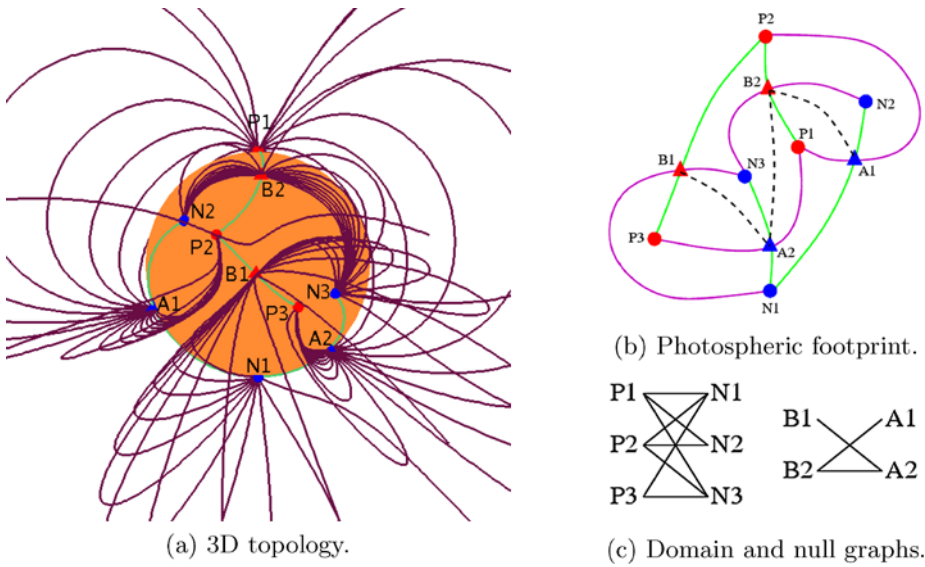 P1
B2
N2
P2
B1
N3
A1
P3
A2
N1
(a) 3D topology.
P2
B2
N2
P1
B1
N3
A1
P3
A2
N1
(b) Photospheric footprint.
P1 N1 B1 A1
P2 N2
P3 N3 B2 A2
(c) Domain and null graphs.